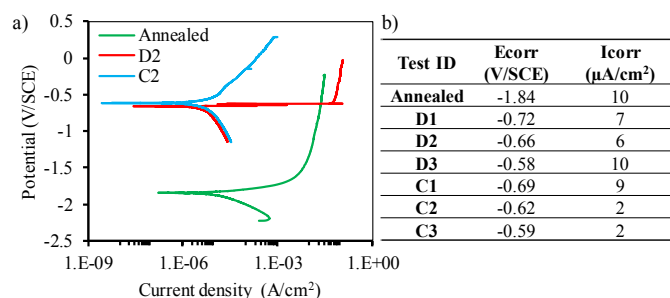 a)
Annealed
D2
C2
0.5
0
-0.5
-1
-1.5
-2
-2.5
Potential (V/SCE)
1.E-09 1.E-06 1.E-03 1.E+00
Current density (A/cm²)
b)
Test ID Ecorr (V/SCE) Icorr (µA/cm²)
Annealed -1.84 10
D1 -0.72 7
D2 -0.66 6
D3 -0.58 10
C1 -0.69 9
C2 -0.62 2
C3 -0.59 2